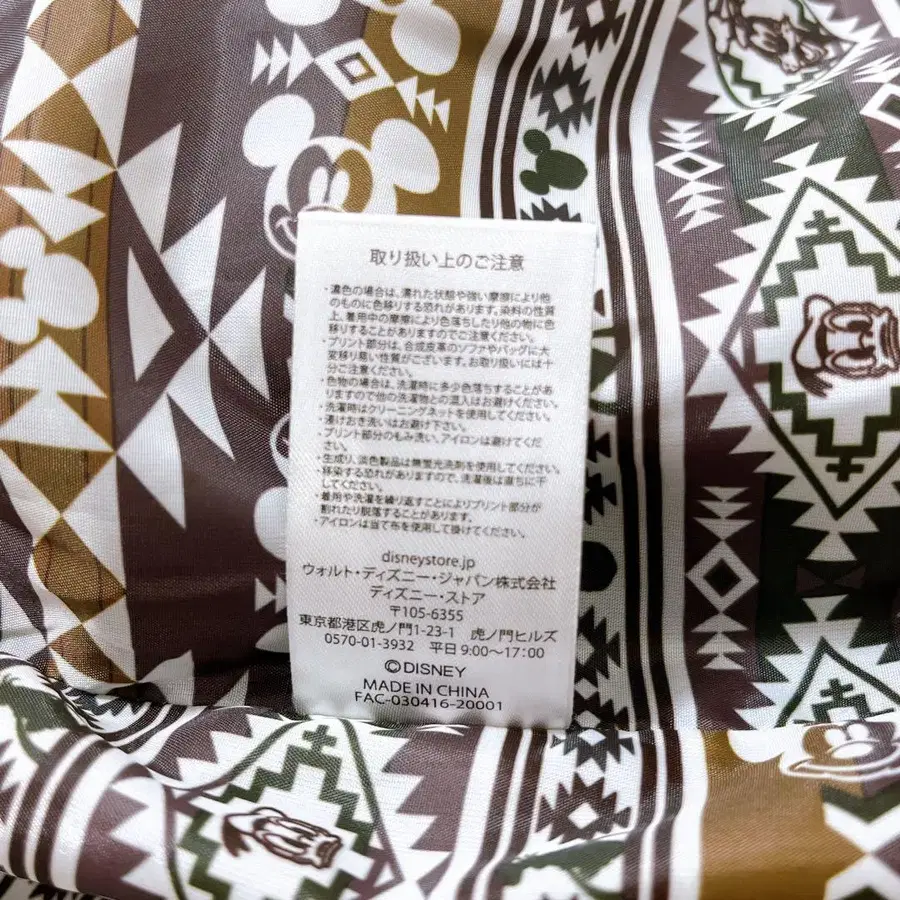 取り扱い上のご注意
・濃色の場合は、濡れた状態や強い摩擦により他
のものに色移りする恐れがあります。染料の性質
上、着用中の摩擦により色落ちしたり他の物に色
移りすることがありますのでご注意ください。
・プリント部分は、合成皮革のソファやバッグに大
変移り易い性質がございます。お取り扱いには十
分ご注意ください。
・色物の場合は、洗濯時に多少色落ちすることがあ
りますので他の洗濯物との混入はお避けください。
・洗濯時はクリーニングネットを使用してください。
・漬けおき洗いはお避け下さい。
・プリント部分のもみ洗い、アイロンは避けてくだ
さい。
・生成り、淡色製品は無蛍光洗剤を使用してください。
・移染する恐れがありますので、洗濯後は直ちに干
してください。
・着用や洗濯を繰り返すことによりプリント部分が
割れたり脱落することがあります。
・アイロンは当て布を使用して掛けてください。
disneystore.jp
ウォルト・ディズニー・ジャパン株式会社
ディズニー・ストア
〒105-6355
東京都港区虎ノ門1-23-1 虎ノ門ヒルズ
0570-01-3932 平日 9:00～17:00
©DISNEY
MADE IN CHINA
FAC-030416-20001